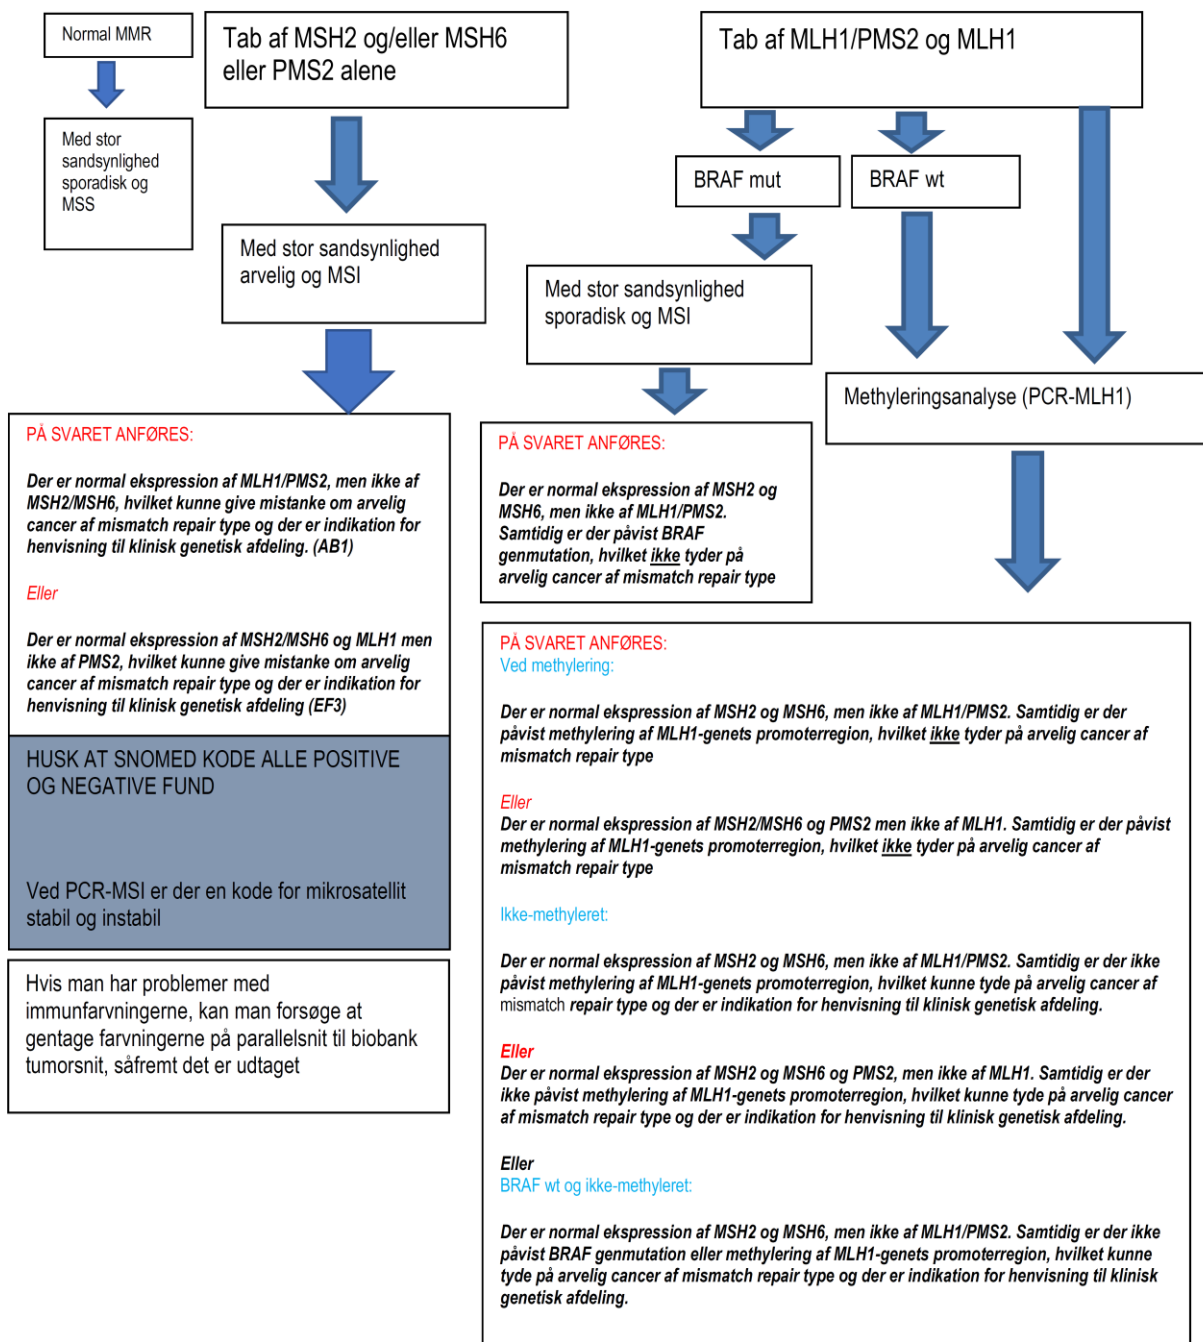 Normal MMR
Med stor
sandsynlighed
sporadisk og
MSS
Tab af MSH2 og/eller MSH6
eller PMS2 alene
Med stor sandsynlighed
arvelig og MSI
Tab af MLH1/PMS2 og MLH1
BRAF mut
BRAF wt
Med stor sandsynlighed
sporadisk og MSI
Methyleringsanalyse (PCR-MLH1)
PÅ SVARET ANFØRES:
Der er normal ekspression af MLH1/PMS2, men ikke af
MSH2/MSH6, hvilket kunne give mistanke om arvelig
cancer af mismatch repair type og der er indikation for
henvisning til klinisk genetisk afdeling. (AB1)
Eller
Der er normal ekspression af MSH2/MSH6 og MLH1 men
ikke af PMS2, hvilket kunne give mistanke om arvelig
cancer af mismatch repair type og der er indikation for
henvisning til klinisk genetisk afdeling (EF3)
HUSK AT SNOMED KODE ALLE POSITIVE
OG NEGATIVE FUND
Ved PCR-MSI er der en kode for mikrosatellit
stabil og instabil
Hvis man har problemer med
immunfarvningerne, kan man forsøge at
gentage farvningerne på parallelsnit til biobank
tumorsnit, såfremt det er udtaget
PÅ SVARET ANFØRES:
Der er normal ekspression af MSH2 og
MSH6, men ikke af MLH1/PMS2.
Samtidig er der påvist BRAF
genmutation, hvilket ikke tyder på
arvelig cancer af mismatch repair type
PÅ SVARET ANFØRES:
Ved methylering:
Der er normal ekspression af MSH2 og MSH6, men ikke af MLH1/PMS2. Samtidig er der
påvist methylering af MLH1-genets promoterregion, hvilket ikke tyder på arvelig cancer af
mismatch repair type
Eller
Der er normal ekspression af MSH2/MSH6 og PMS2 men ikke af MLH1. Samtidig er der påvist
methylering af MLH1-genets promoterregion, hvilket ikke tyder på arvelig cancer af
mismatch repair type
Ikke-methyleret:
Der er normal ekspression af MSH2 og MSH6, men ikke af MLH1/PMS2. Samtidig er der ikke
påvist methylering af MLH1-genets promoterregion, hvilket kunne tyde på arvelig cancer af
mismatch repair type og der er indikation for henvisning til klinisk genetisk afdeling.
Eller
Der er normal ekspression af MSH2 og MSH6 og PMS2, men ikke af MLH1. Samtidig er der
ikke påvist methylering af MLH1-genets promoterregion, hvilket kunne tyde på arvelig cancer
af mismatch repair type og der er indikation for henvisning til klinisk genetisk afdeling.
Eller
BRAF wt og ikke-methyleret:
Der er normal ekspression af MSH2 og MSH6, men ikke af MLH1/PMS2. Samtidig er der ikke
påvist BRAF genmutation eller methylering af MLH1-genets promoterregion, hvilket kunne
tyde på arvelig cancer af mismatch repair type og der er indikation for henvisning til klinisk
genetisk afdeling.